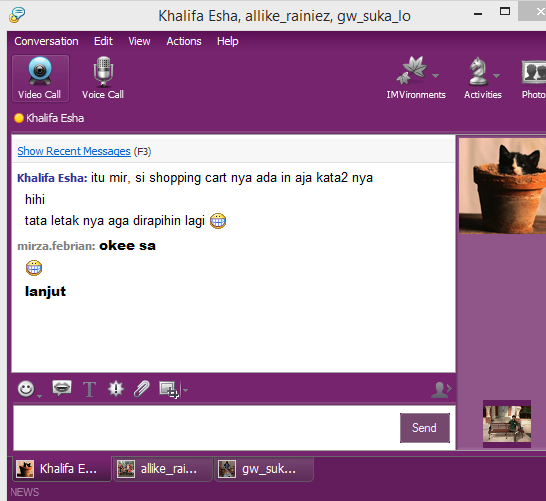 Khalifa Esha, allike_rainiez, gw_suka_lo
Conversation Edit View Actions Help
Video Call Voice Call IMVironments Activities Photo
Khalifa Esha
Show Recent Messages (F3)
Khalifa Esha: itu mir, si shopping cart nya ada in aja kata2 nya
hihi
tata letak nya aga dirapihin lagi
mirza.febrian: okee sa
lanjut
Send
Khalifa E... allike_rai... gw_suk...
NEWS